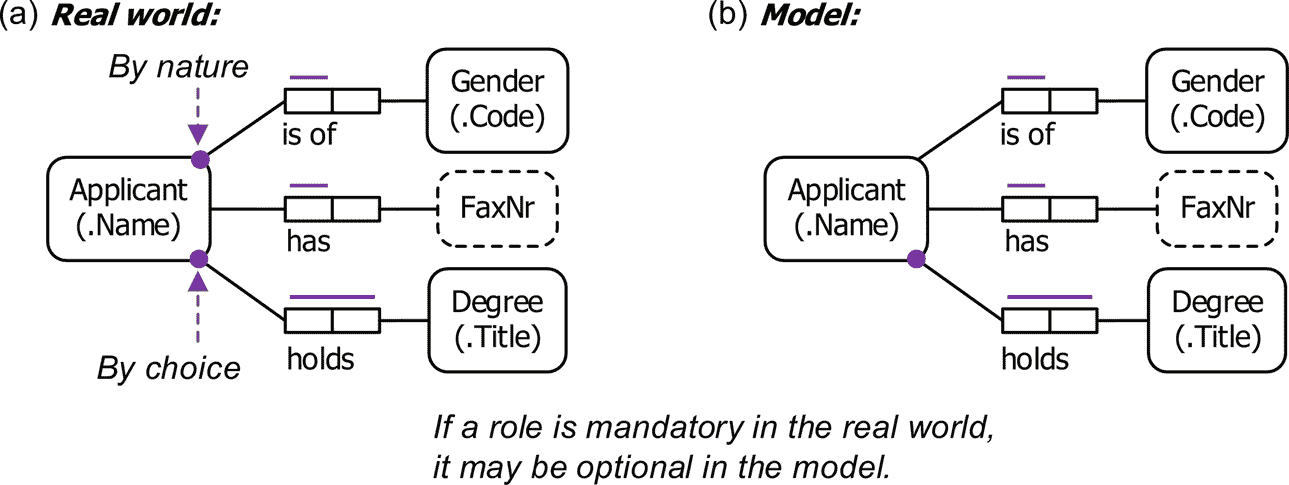 (a) Real world:
By nature
Applicant
(.Name)
is of
Gender
(.Code)
has
FaxNr
holds
Degree
(.Title)
By choice
(b) Model:
Applicant
(.Name)
is of
Gender
(.Code)
has
FaxNr
holds
Degree
(.Title)
If a role is mandatory in the real world,
it may be optional in the model.